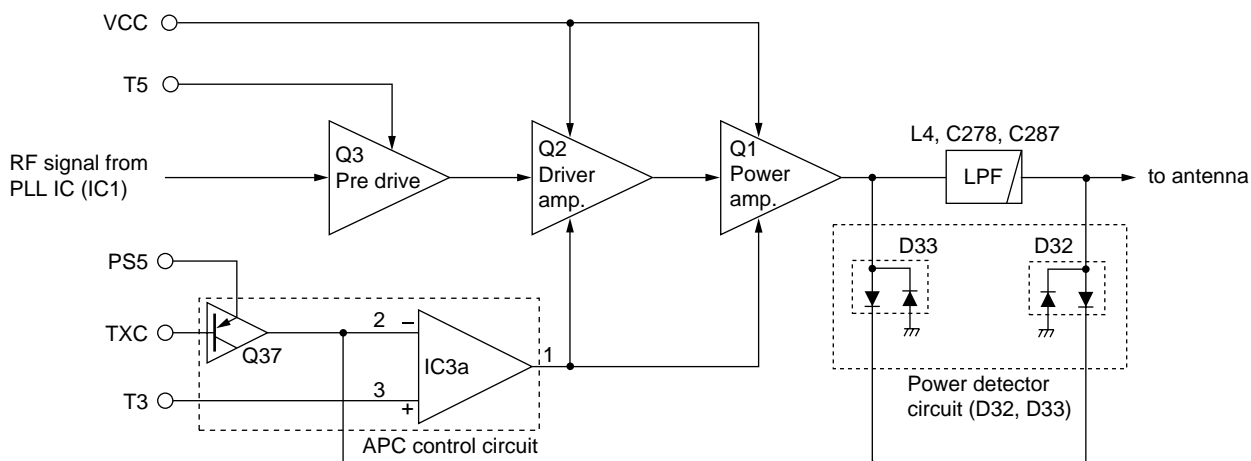 VCC
T5
RF signal from
PLL IC (IC1)
Q3
Pre drive
Q2
Driver
amp.
Q1
Power
amp.
L4, C278, C287
LPF
to antenna
D33
D32
PS5
TXC
Q37
T3
2
–
3
+
IC3a
1
APC control circuit
Power detector
circuit (D32, D33)